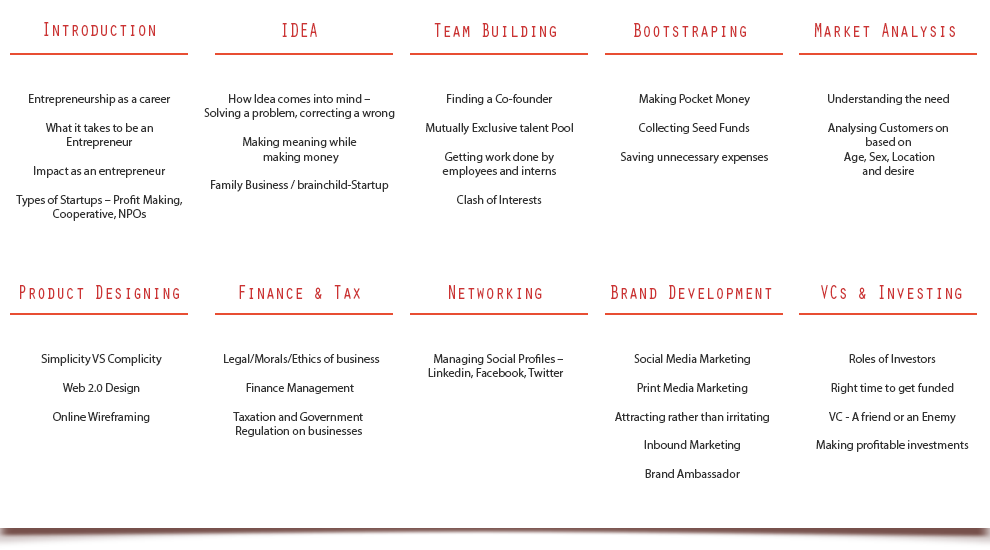 Introduction
Entrepreneurship as a career
What it takes to be an
Entrepreneur
Impact as an entrepreneur
Types of Startups – Profit Making,
Cooperative, NPOs
IDEA
How Idea comes into mind –
Solving a problem, correcting a wrong
Making meaning while
making money
Family Business / brainchild-Startup
Team Building
Finding a Co-founder
Mutually Exclusive talent Pool
Getting work done by
employees and interns
Clash of Interests
Bootstraping
Making Pocket Money
Collecting Seed Funds
Saving unnecessary expenses
Market Analysis
Understanding the need
Analysing Customers on
based on
Age, Sex, Location
and desire
Product Designing
Simplicity VS Complicity
Web 2.0 Design
Online Wireframing
Finance & Tax
Legal/Morals/Ethics of business
Finance Management
Taxation and Government
Regulation on businesses
Networking
Managing Social Profiles –
Linkedin, Facebook, Twitter
Brand Development
Social Media Marketing
Print Media Marketing
Attracting rather than irritating
Inbound Marketing
Brand Ambassador
VCs & Investing
Roles of Investors
Right time to get funded
VC - A friend or an Enemy
Making profitable investments